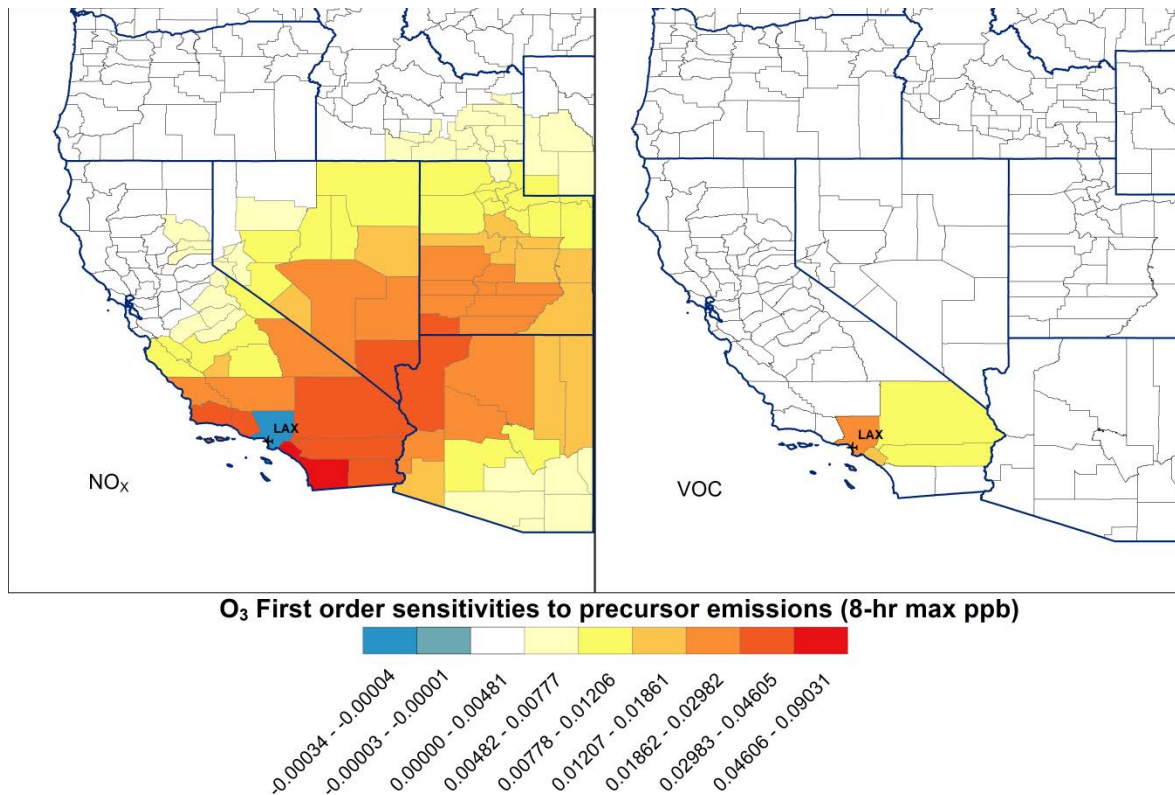 LAX
NOX
LAX
VOC
O3 First order sensitivities to precursor emissions (8-hr max ppb)
-0.00034 - -0.00004
-0.00003 - -0.00001
0.00000 - 0.00481
0.00482 - 0.00777
0.00778 - 0.01206
0.01207 - 0.01861
0.01862 - 0.02982
0.02983 - 0.04605
0.04606 - 0.09031